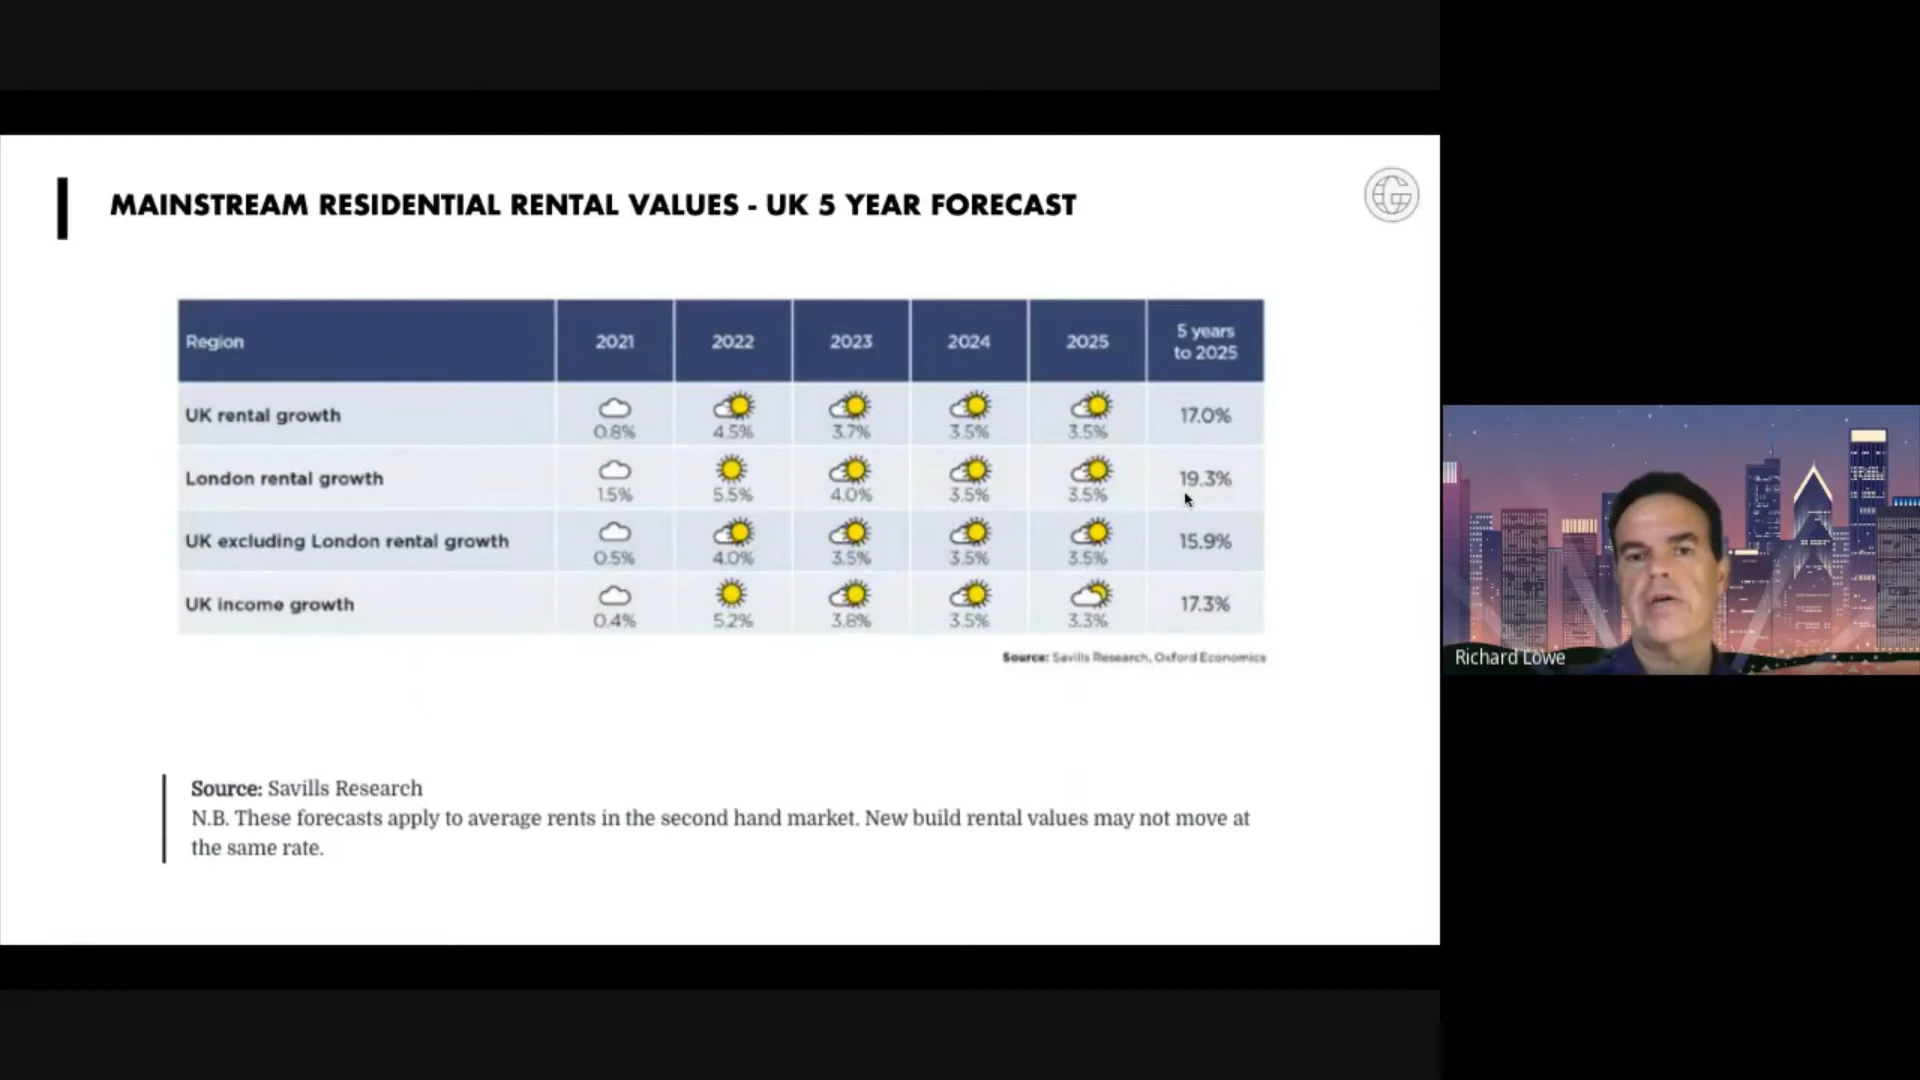 MAINSTREAM RESIDENTIAL RENTAL VALUES - UK 5 YEAR FORECAST
G
Region 2021 2022 2023 2024 2025 5 years
to 2025
UK rental growth 0.8% 4.5% 3.7% 3.5% 3.5% 17.0%
London rental growth 1.5% 5.5% 4.0% 3.5% 3.5% 19.3%
UK excluding London rental growth 0.5% 4.0% 3.5% 3.5% 3.5% 15.9%
UK income growth 0.4% 5.2% 3.8% 3.5% 3.3% 17.3%
Source: Savills Research, Oxford Economics
Source: Savills Research
N.B. These forecasts apply to average rents in the second hand market. New build rental values may not move at
the same rate.
Richard Lowe